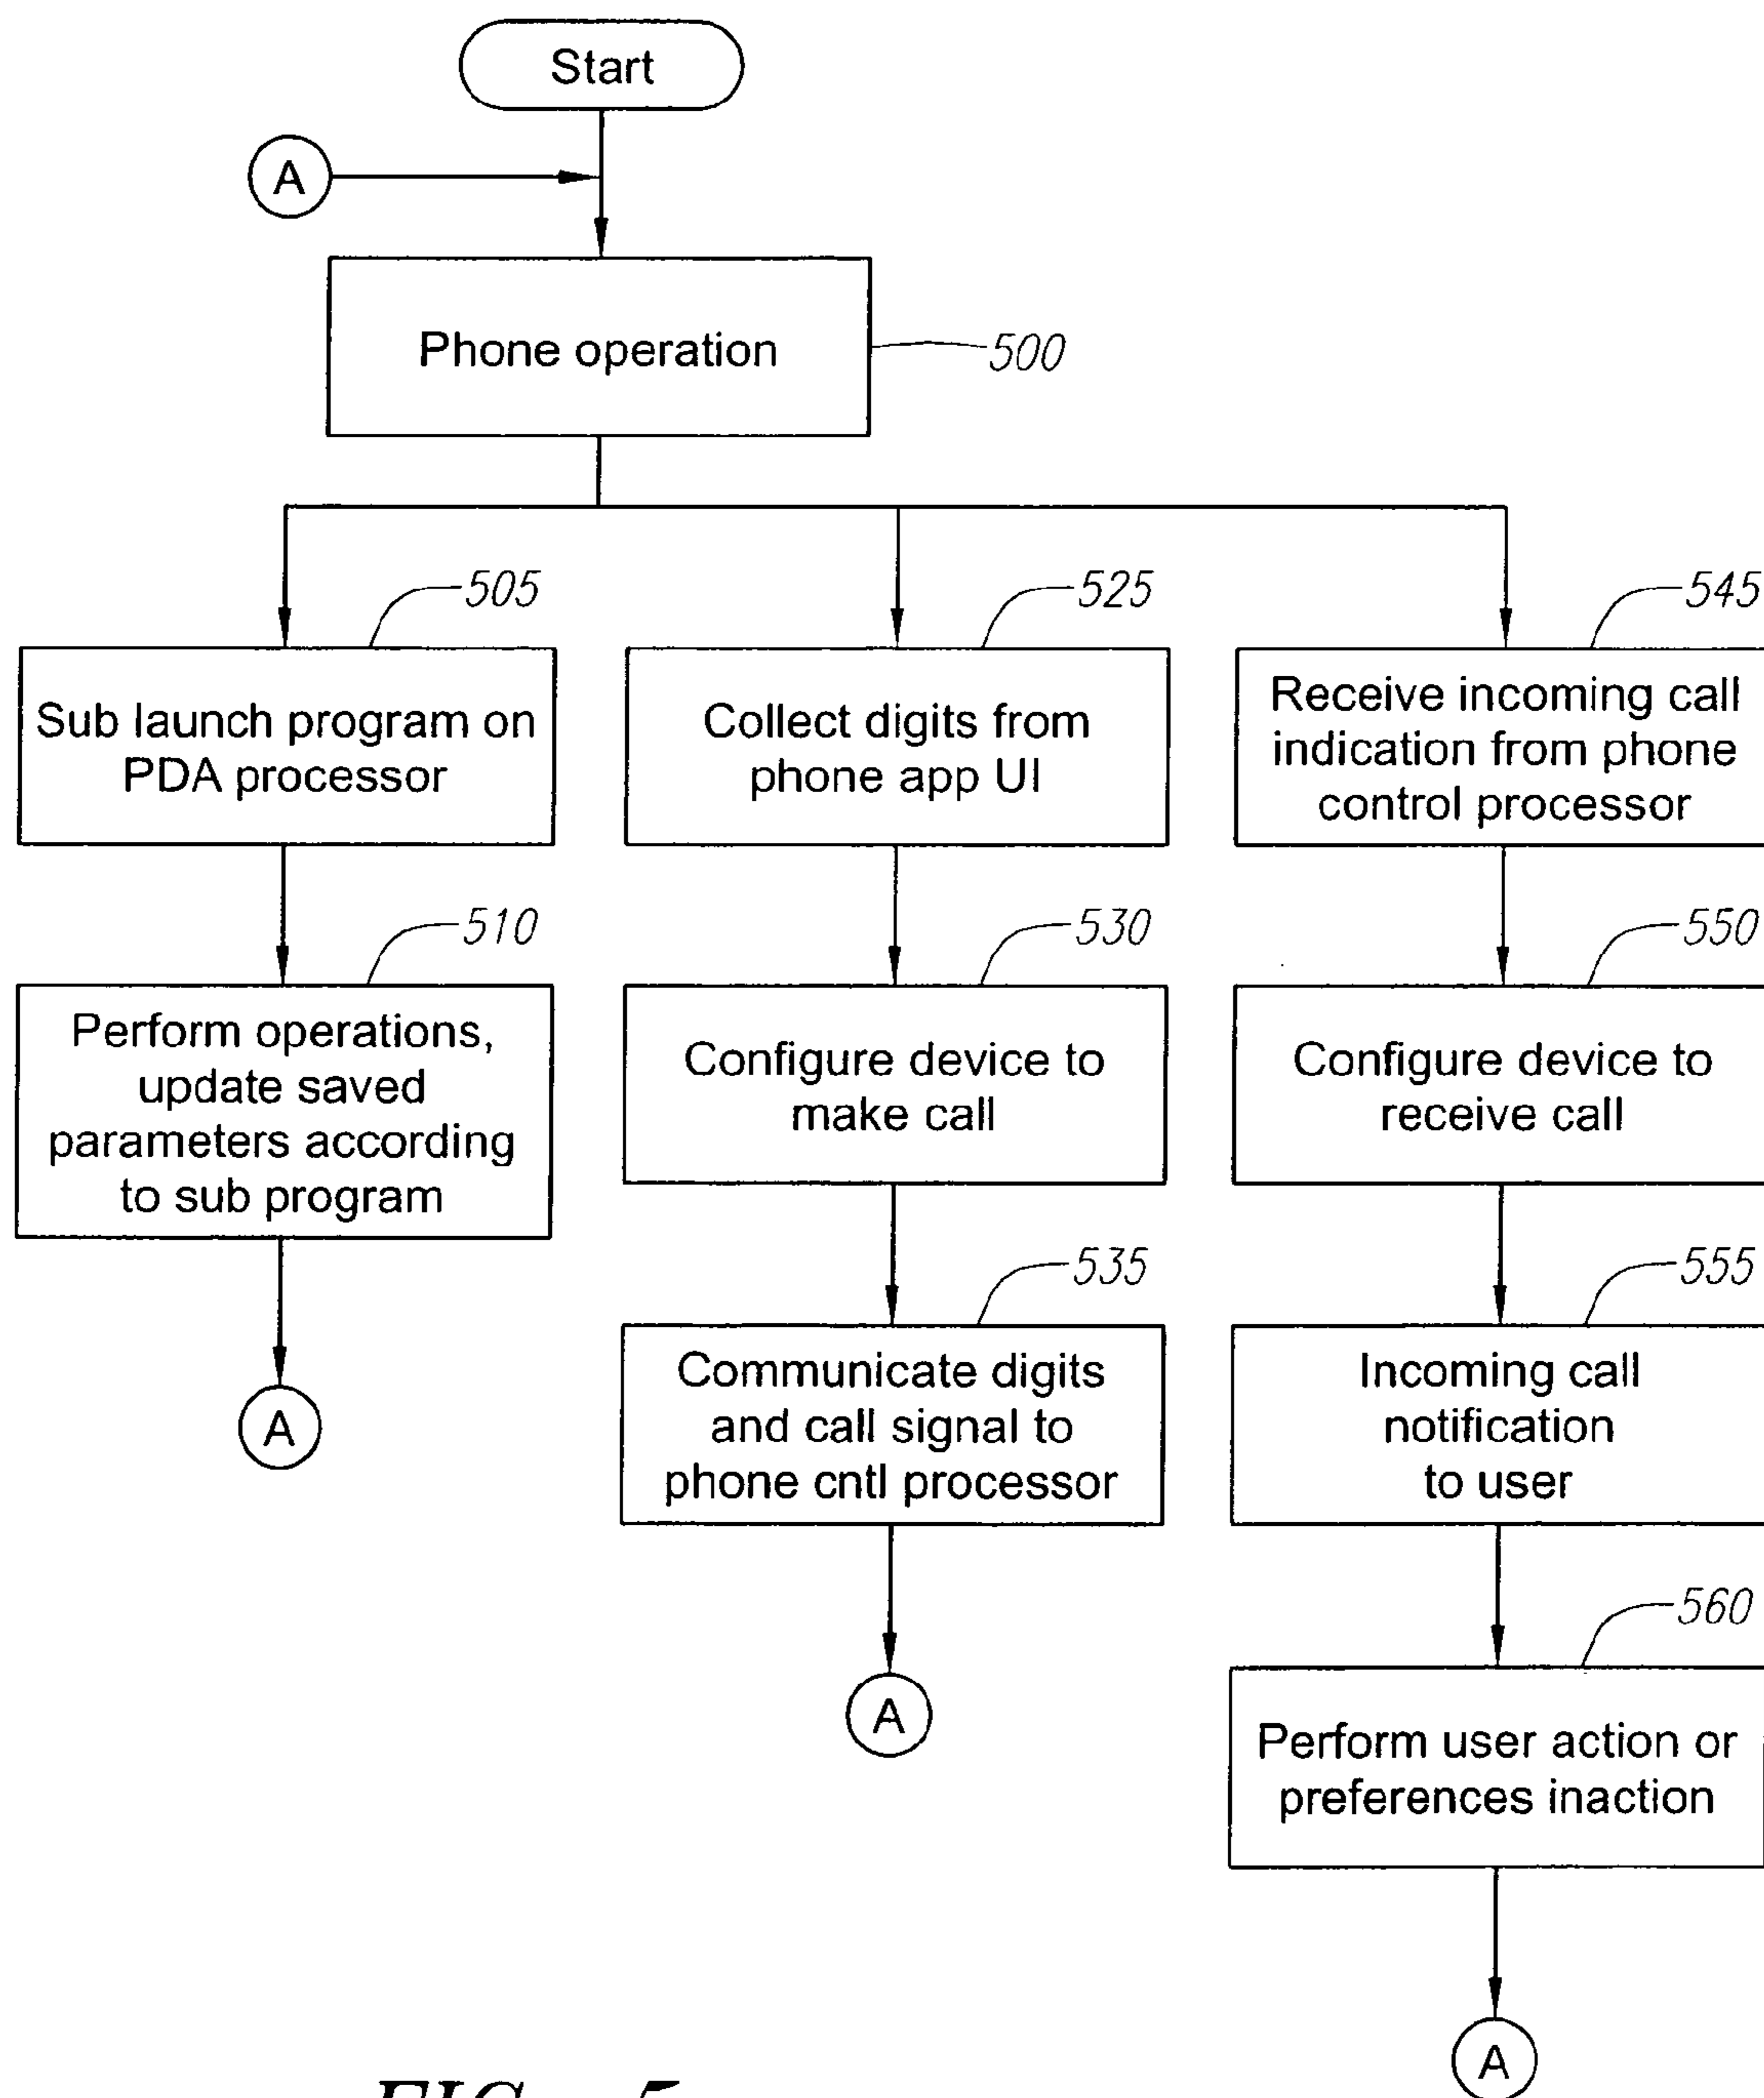 Start
A
Phone operation
500
505
525
545
Sub launch program on
PDA processor
Collect digits from
phone app UI
Receive incoming call
indication from phone
control processor
510
530
550
Perform operations,
update saved
parameters according
to sub program
Configure device to
make call
Configure device to
receive call
535
555
A
Communicate digits
and call signal to
phone cntl processor
Incoming call
notification
to user
560
A
Perform user action or
preferences inaction
A
FIG. 5